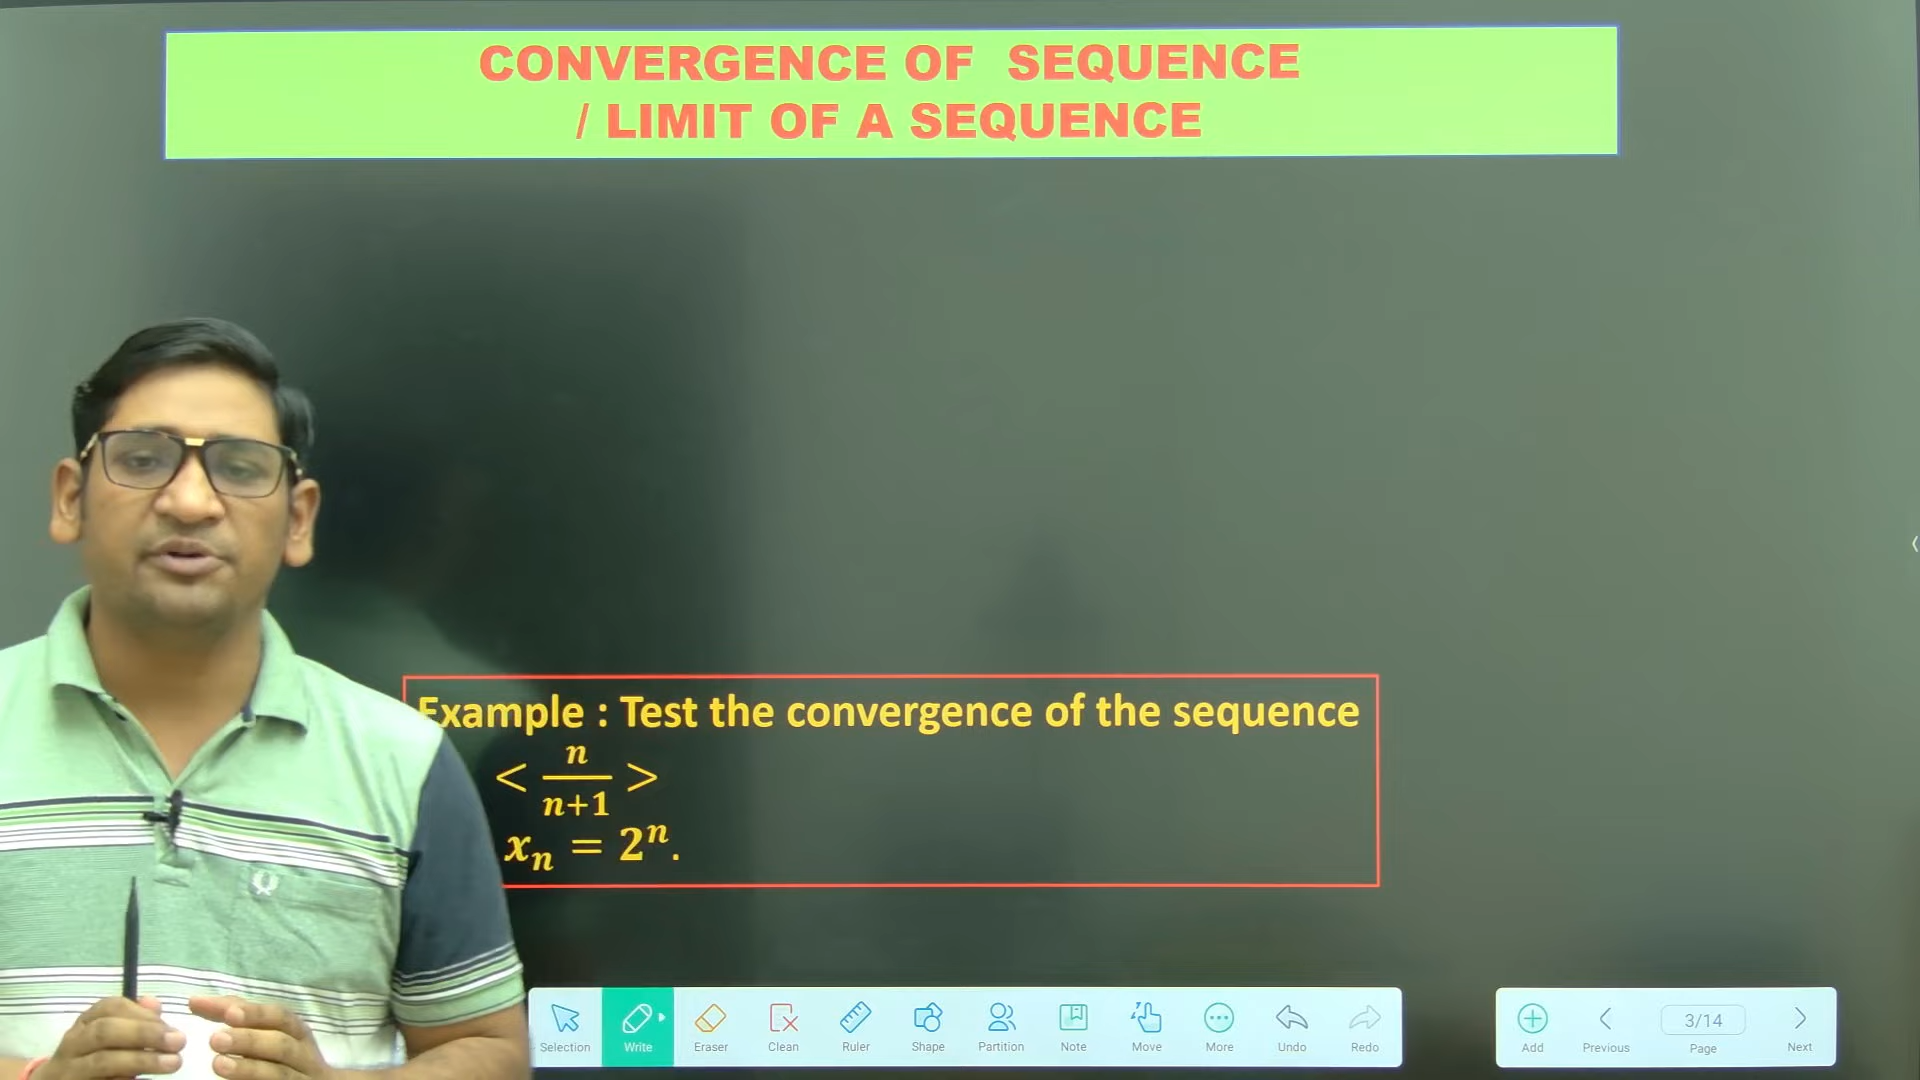 CONVERGENCE OF SEQUENCE
/ LIMIT OF A SEQUENCE
Example : Test the convergence of the sequence
< n/n+1 >
xₙ = 2ⁿ.
Selection Write Eraser Clean Ruler Shape Partition Note Move More Undo Redo
Add Previous 3/14 Page Next